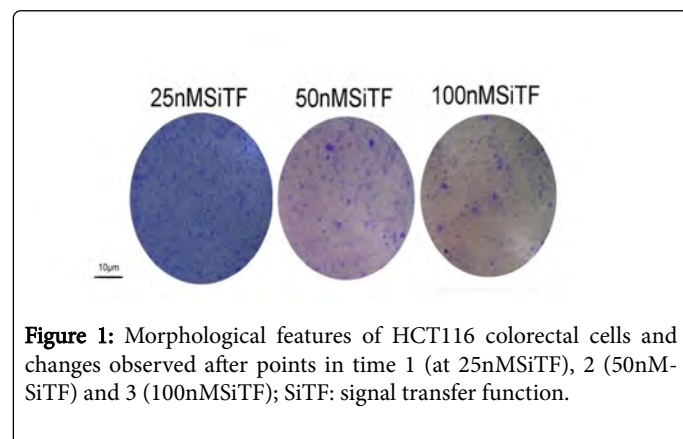 25nMSiTF 50nMSiTF 100nMSiTF
10μm
Figure 1: Morphological features of HCT116 colorectal cells and
changes observed after points in time 1 (at 25nMSiTF), 2 (50nM-
SiTF) and 3 (100nMSiTF); SiTF: signal transfer function.